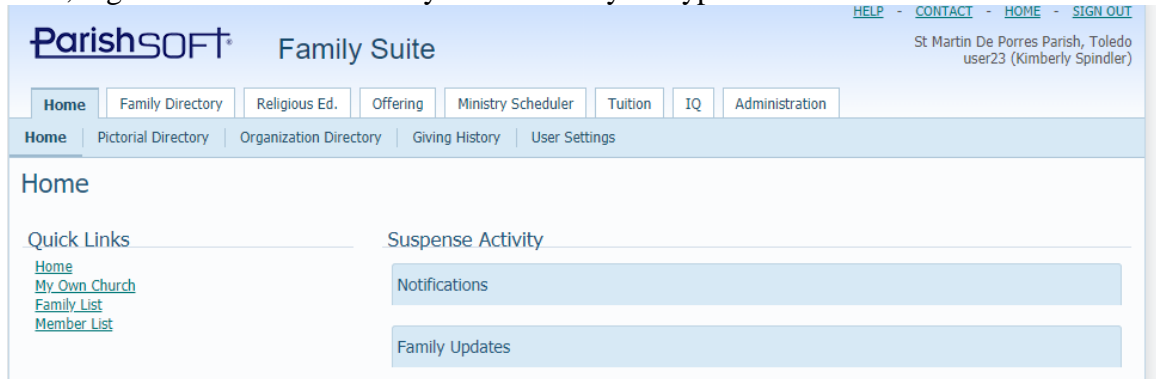 HELP - CONTACT - HOME - SIGN OUT
ParishSOFT Family Suite
St Martin De Porres Parish, Toledo
user23 (Kimberly Spindler)
Home Family Directory Religious Ed. Offering Ministry Scheduler Tuition IQ Administration
Home Pictorial Directory Organization Directory Giving History User Settings
Home
Quick Links
Home
My Own Church
Family List
Member List
Suspense Activity
Notifications
Family Updates